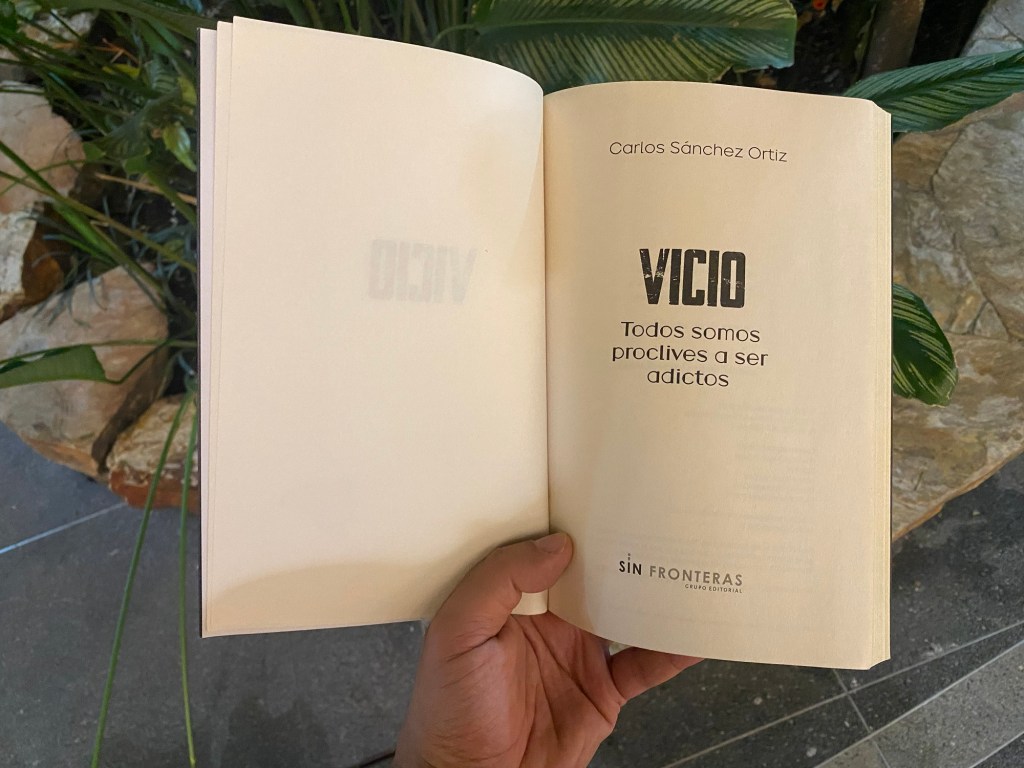 Carlos Sánchez Ortiz
VICIO
Todos somos
proclives a ser
adictos
SIN FRONTERAS
GRUPO EDITORIAL